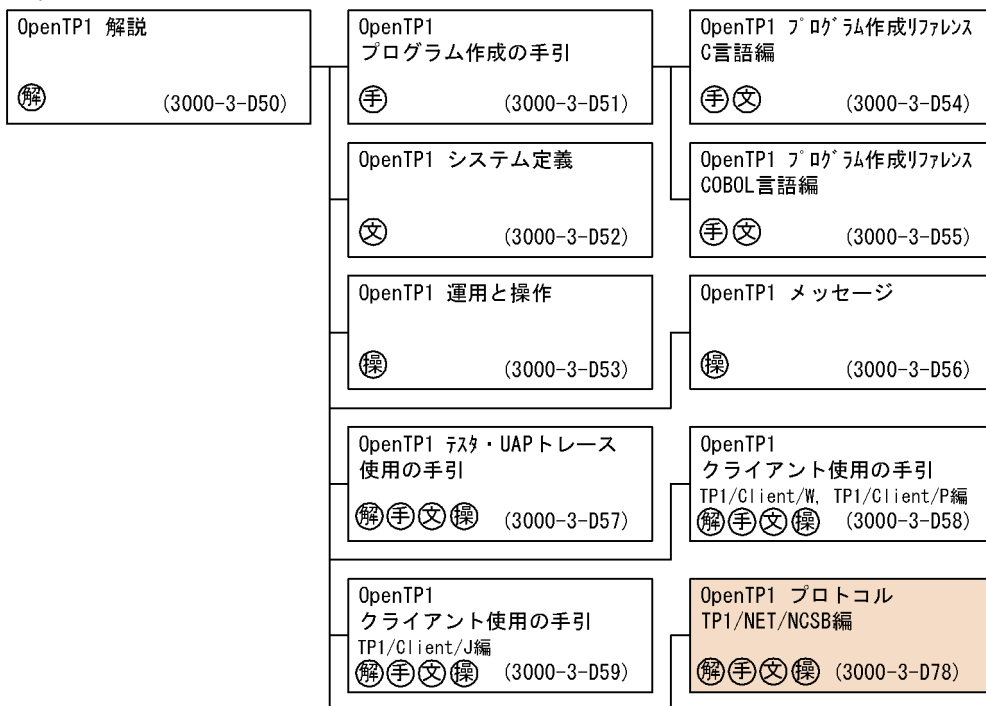 OpenTP1 解説
㊙解 (3000-3-D50)
OpenTP1
プログラム作成の手引
手 (3000-3-D51)
OpenTP1 プログラム作成リファレンス
C言語編
手 文 (3000-3-D54)
OpenTP1 システム定義
文 (3000-3-D52)
OpenTP1 プログラム作成リファレンス
COBOL言語編
手 文 (3000-3-D55)
OpenTP1 運用と操作
操 (3000-3-D53)
OpenTP1 メッセージ
操 (3000-3-D56)
OpenTP1 テスタ・UAPトレース
使用の手引
解 手 文 操 (3000-3-D57)
OpenTP1
クライアント使用の手引
TP1/Client/W, TP1/Client/P編
解 手 文 操 (3000-3-D58)
OpenTP1
クライアント使用の手引
TP1/Client/J編
解 手 文 操 (3000-3-D59)
OpenTP1 プロトコル
TP1/NET/NCSB編
解 手 文 操 (3000-3-D78)